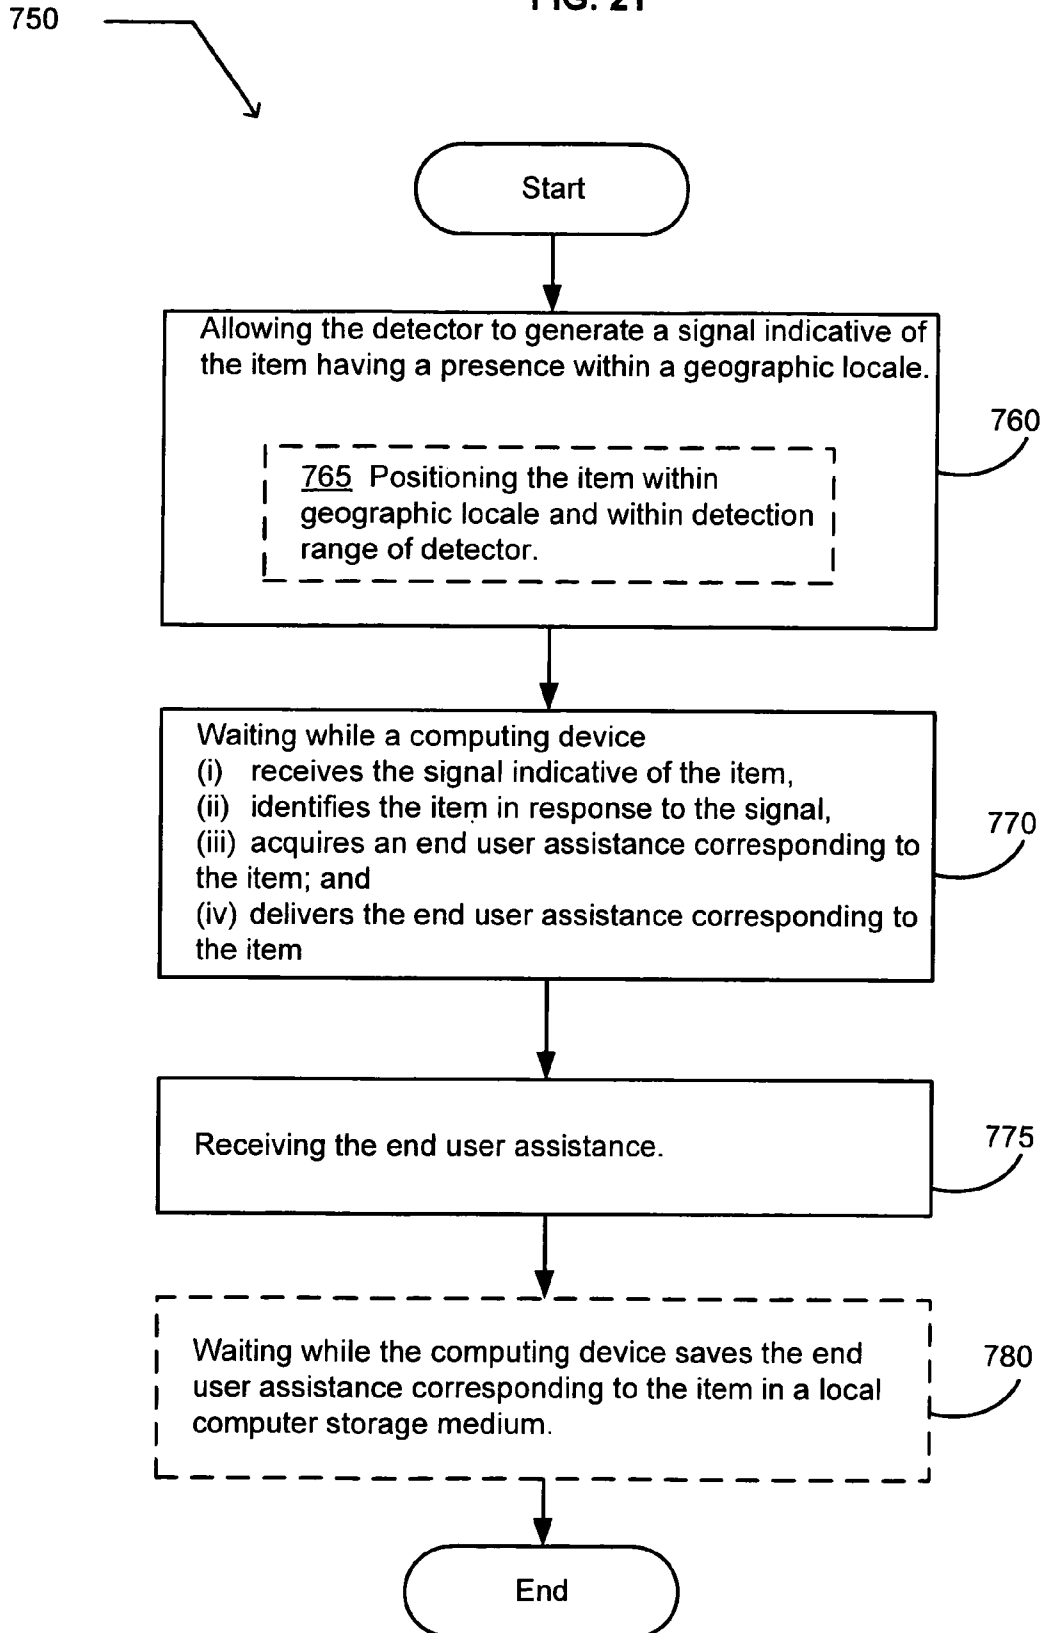 FIG. 21
750
Start
Allowing the detector to generate a signal indicative of
the item having a presence within a geographic locale.
760
765 Positioning the item within
geographic locale and within detection
range of detector.
Waiting while a computing device
(i) receives the signal indicative of the item,
(ii) identifies the item in response to the signal,
(iii) acquires an end user assistance corresponding to
the item; and
(iv) delivers the end user assistance corresponding to
the item
770
Receiving the end user assistance.
775
Waiting while the computing device saves the end
user assistance corresponding to the item in a local
computer storage medium.
780
End